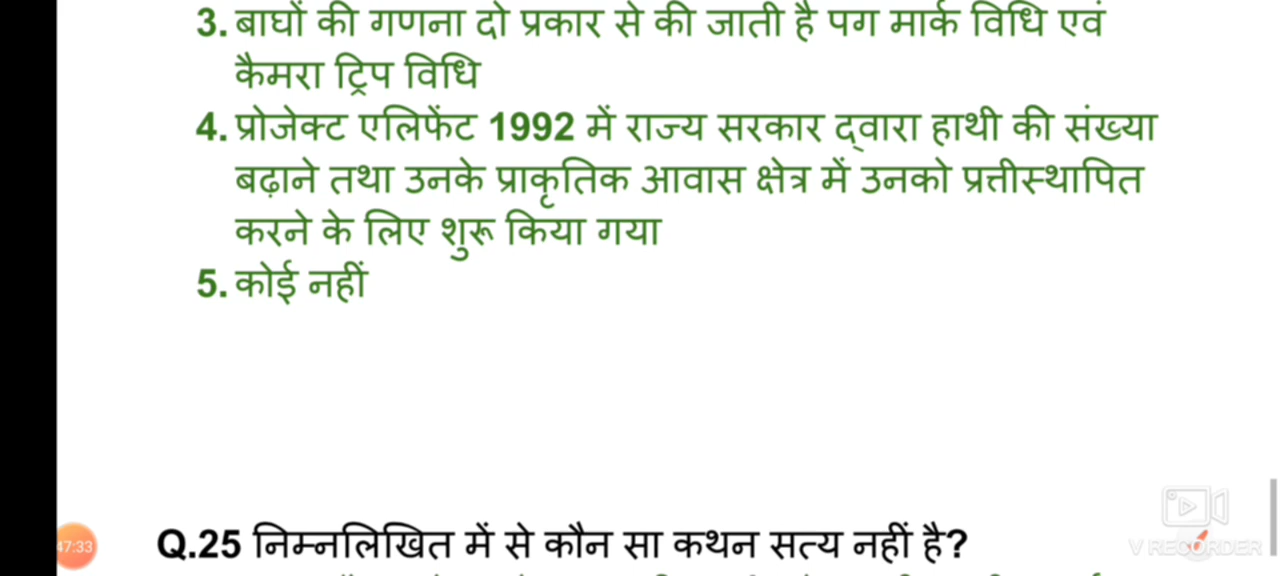 3. बाघों की गणना दो प्रकार से की जाती है पग मार्क विधि एवं
कैमरा ट्रिप विधि
4. प्रोजेक्ट एलिफेंट 1992 में राज्य सरकार द्वारा हाथी की संख्या
बढ़ाने तथा उनके प्राकृतिक आवास क्षेत्र में उनको प्रत्तीस्थापित
करने के लिए शुरू किया गया
5. कोई नहीं
47:33
Q.25 निम्नलिखित में से कौन सा कथन सत्य नहीं है?
V RECORDER